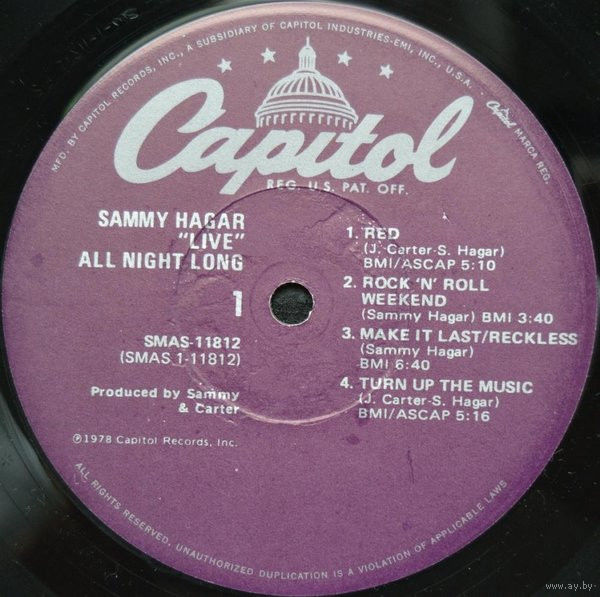 MFD. BY CAPITOL RECORDS, INC., A SUBSIDIARY OF CAPITOL INDUSTRIES-EMI, INC., U.S.A.
Capitol MARCA REG.
Capitol
REG. U.S. PAT. OFF.
SAMMY HAGAR
"LIVE"
ALL NIGHT LONG
1
SMAS-11812
(SMAS 1-11812)
Produced by Sammy
& Carter
℗1978 Capitol Records, Inc.
1. RED
(J. Carter-S. Hagar)
BMI/ASCAP 5:10
2. ROCK 'N' ROLL
WEEKEND
(Sammy Hagar) BMI 3:40
3. MAKE IT LAST/RECKLESS
(Sammy Hagar)
BMI 6:40
4. TURN UP THE MUSIC
(J. Carter-S. Hagar)
BMI/ASCAP 5:16
ALL RIGHTS RESERVED. UNAUTHORIZED DUPLICATION IS A VIOLATION OF APPLICABLE LAWS
www.ay.by